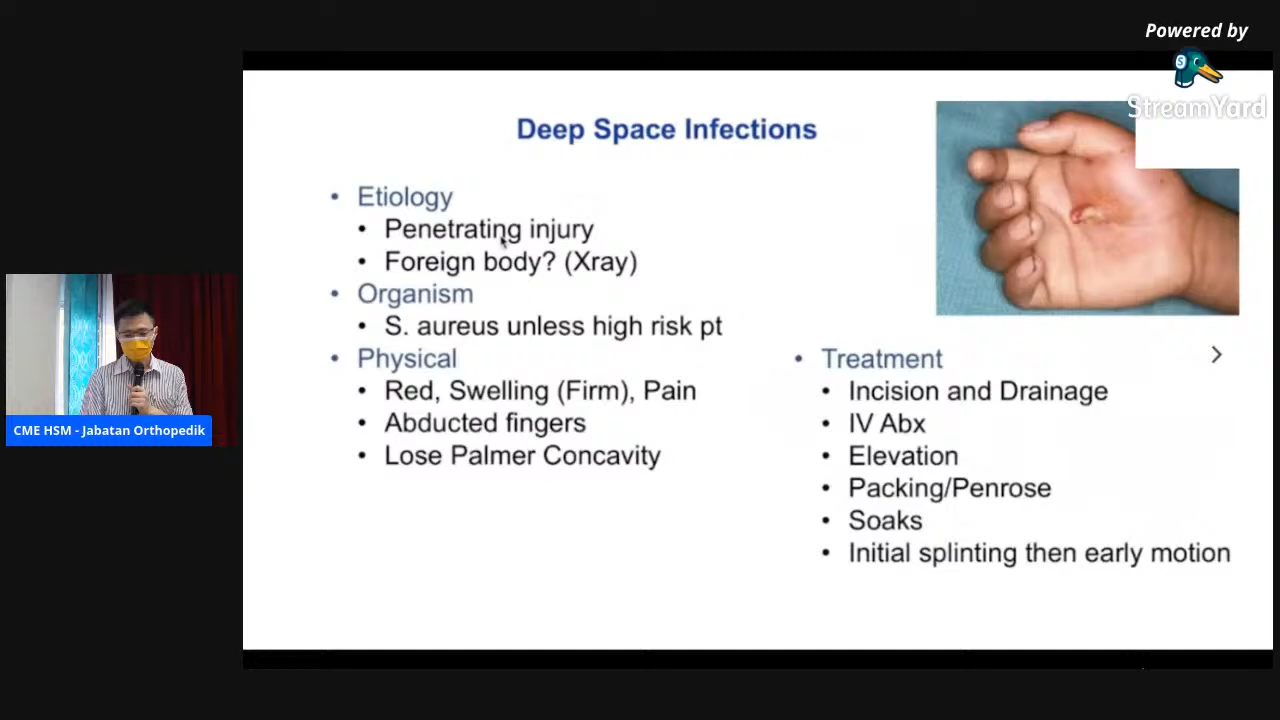 Powered by
StreamYard
Deep Space Infections
• Etiology
• Penetrating injury
• Foreign body? (Xray)
• Organism
• S. aureus unless high risk pt
• Physical
• Red, Swelling (Firm), Pain
• Abducted fingers
• Lose Palmer Concavity
• Treatment
• Incision and Drainage
• IV Abx
• Elevation
• Packing/Penrose
• Soaks
• Initial splinting then early motion
CME HSM - Jabatan Orthopedik